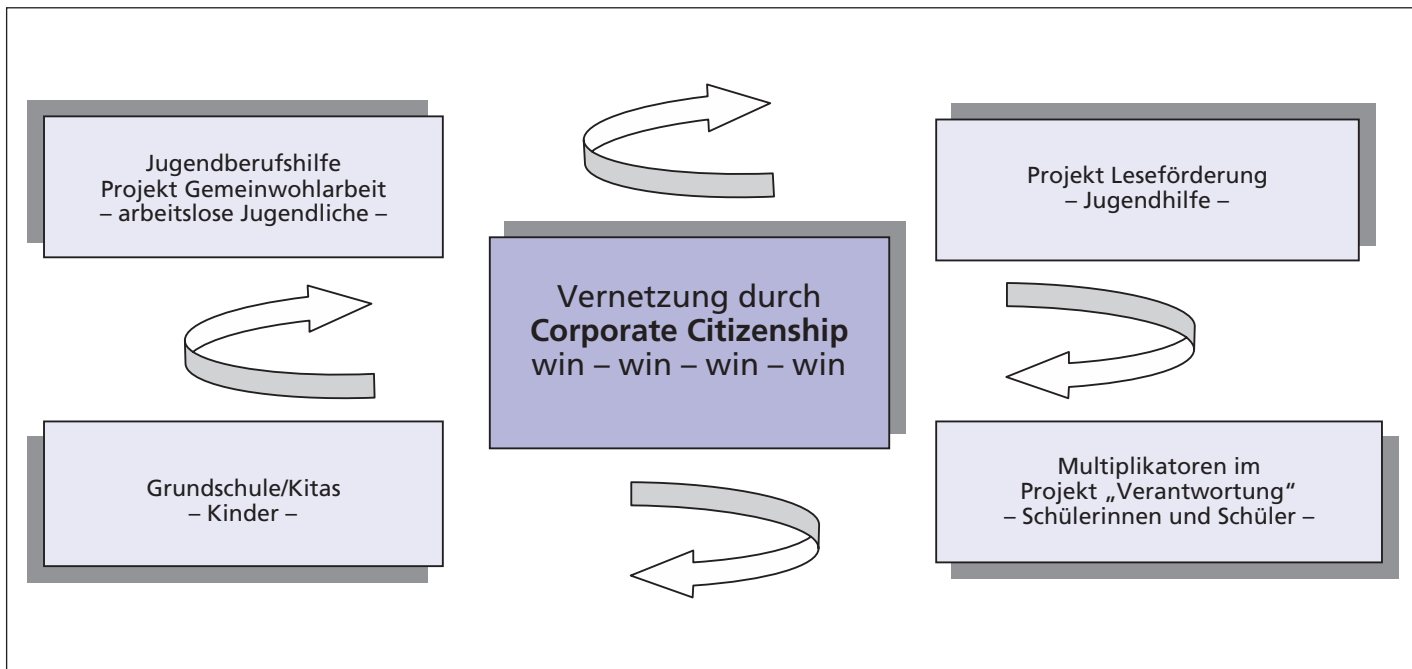 Jugendberufshilfe
Projekt Gemeinwohlarbeit
– arbeitslose Jugendliche –
Projekt Leseförderung
– Jugendhilfe –
Vernetzung durch
Corporate Citizenship
win – win – win – win
Grundschule/Kitas
– Kinder –
Multiplikatoren im
Projekt „Verantwortung“
– Schülerinnen und Schüler –